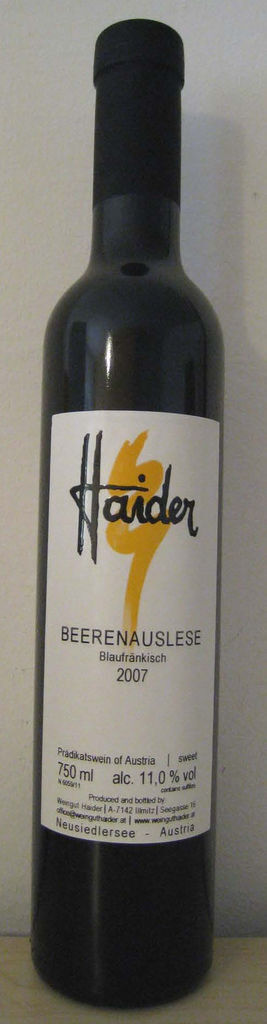 Haider
BEERENAUSLESE
Blaufränkisch
2007
Prädikatswein of Austria | sweet
750 ml alc. 11,0 % vol
contains sulfites
Produced and bottled by:
Weingut Haider | A-7142 Illmitz | Seegasse 16
office@weinguthaider.at | www.weinguthaider.at
Neusiedlersee - Austria